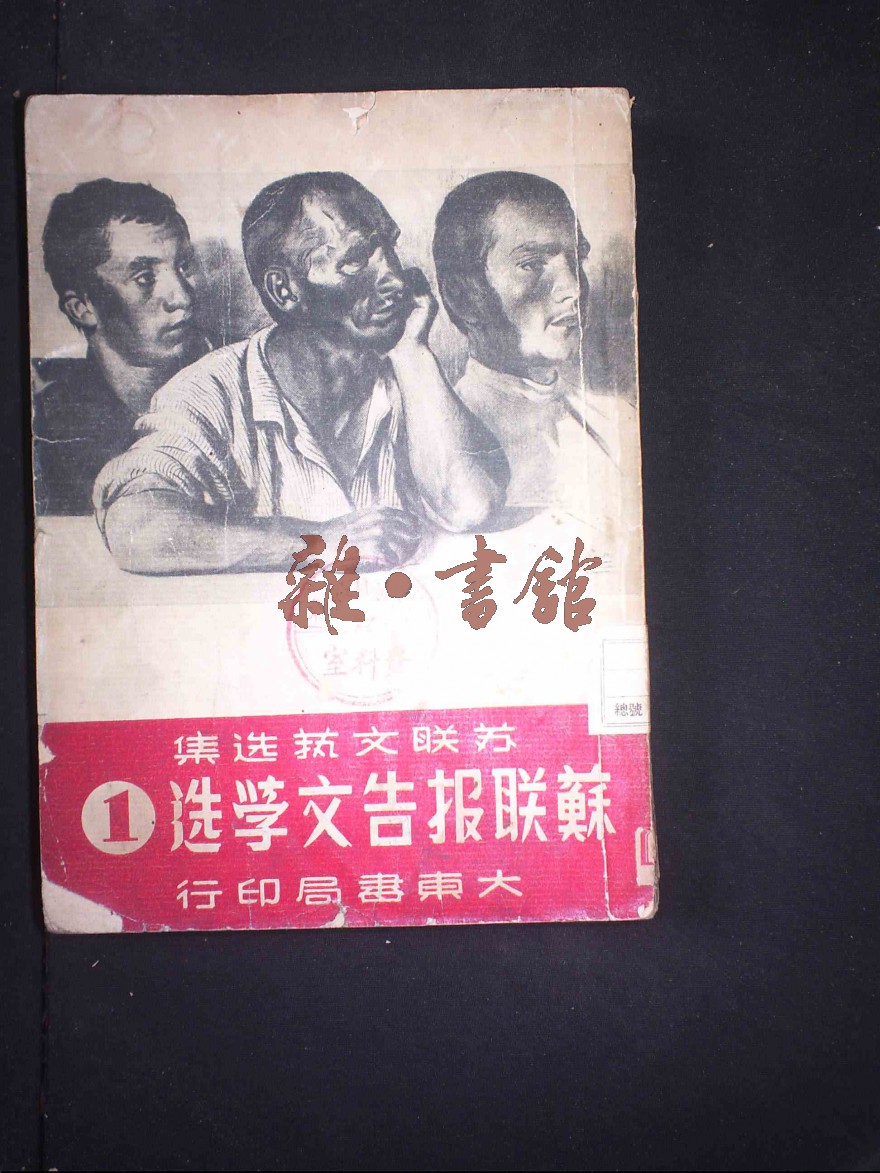 雜·書館
資料室
總號
苏联文艺选集
蘇联报告文学选
1
大東書局印行